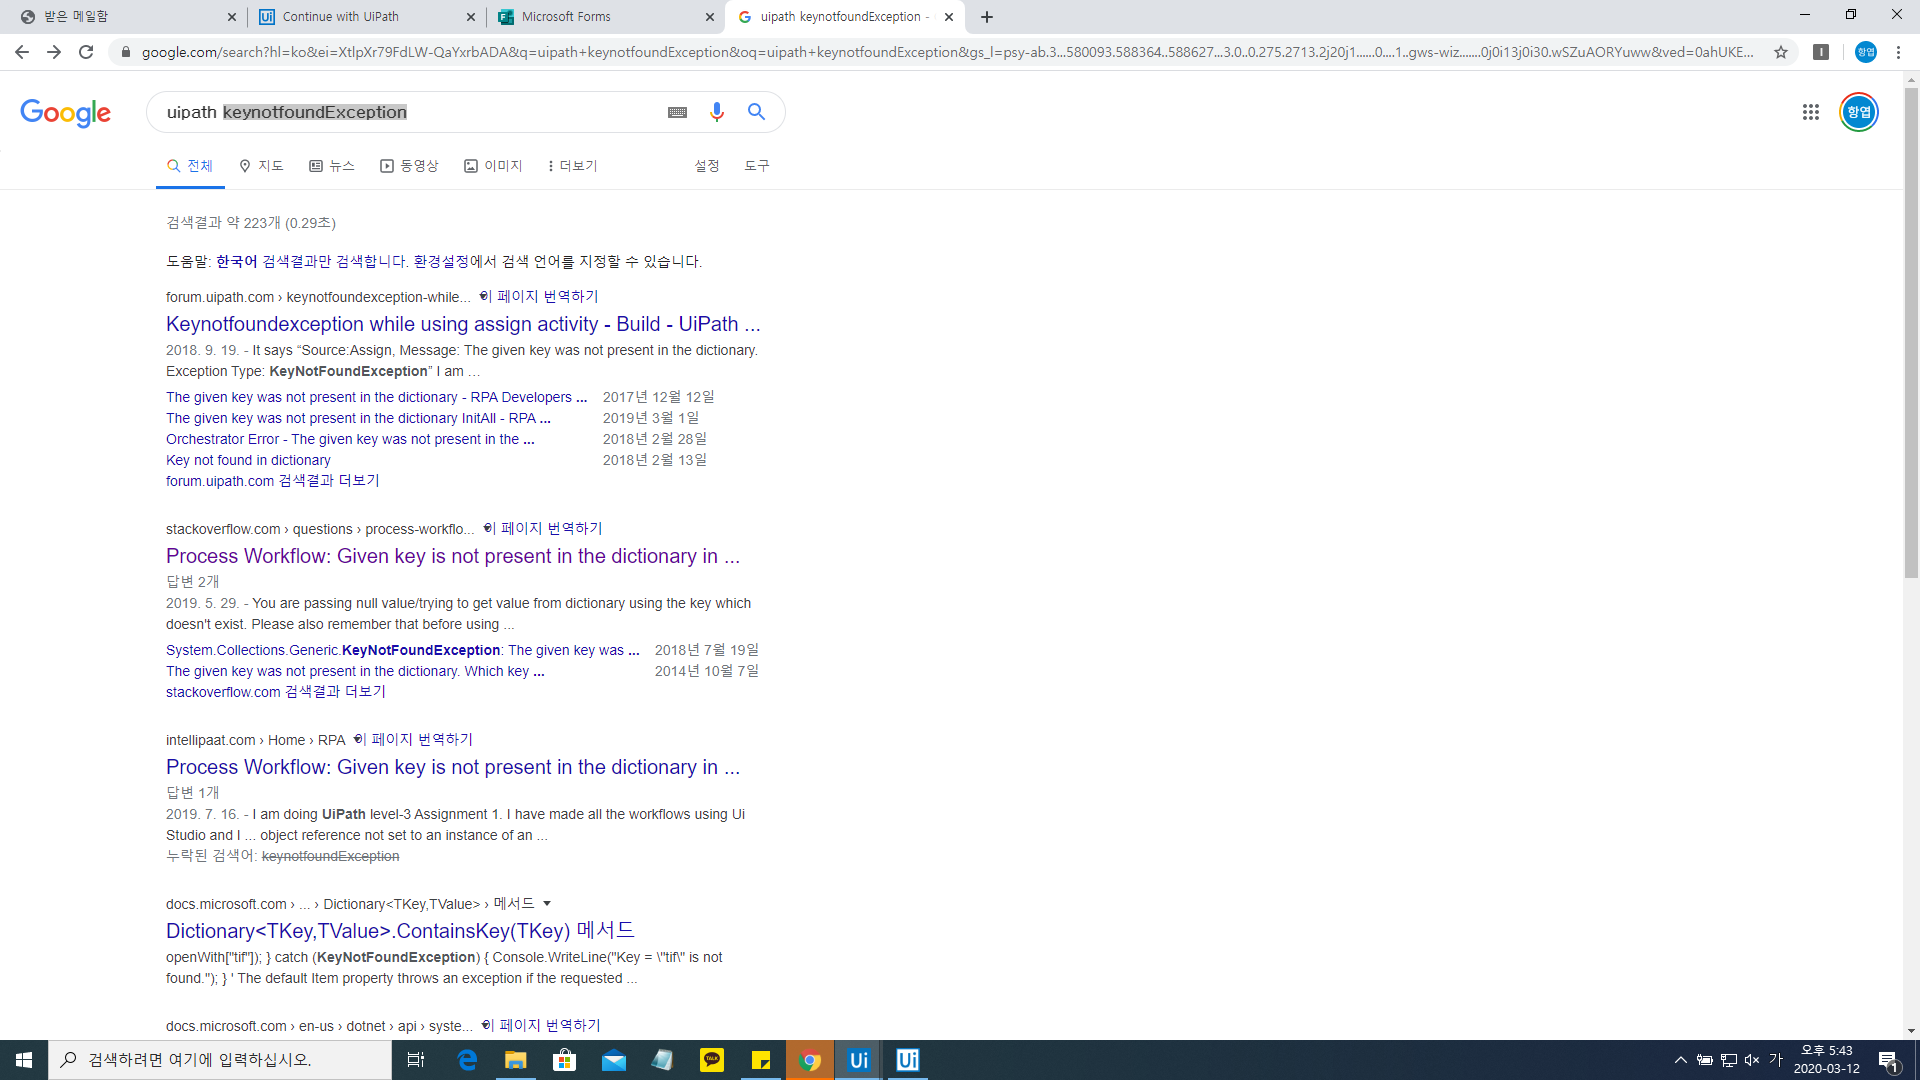 받은 메일함
Continue with UiPath
Microsoft Forms
uipath keynotfoundException -
google.com/search?hl=ko&ei=XtlpXr79FdLW-QaYxrbADA&q=uipath+keynotfoundException&oq=uipath+keynotfoundException&gs_l=psy-ab.3...580093.588364..588627...3.0..0.275.2713.2j20j1......0....1..gws-wiz.......0j0i13j0i30.wSZuAORYuww&ved=0ahUKE...
항엽
Google
uipath keynotfoundException
항엽
전체 지도 뉴스 동영상 이미지 더보기 설정 도구
검색결과 약 223개 (0.29초)
도움말: 한국어 검색결과만 검색합니다. 환경설정에서 검색 언어를 지정할 수 있습니다.
forum.uipath.com › keynotfoundexception-while... 이 페이지 번역하기
Keynotfoundexception while using assign activity - Build - UiPath ...
2018. 9. 19. - It says “Source:Assign, Message: The given key was not present in the dictionary.
Exception Type: KeyNotFoundException” I am …
The given key was not present in the dictionary - RPA Developers ... 2017년 12월 12일
The given key was not present in the dictionary InitAll - RPA ... 2019년 3월 1일
Orchestrator Error - The given key was not present in the ... 2018년 2월 28일
Key not found in dictionary 2018년 2월 13일
forum.uipath.com 검색결과 더보기
stackoverflow.com › questions › process-workflo... 이 페이지 번역하기
Process Workflow: Given key is not present in the dictionary in ...
답변 2개
2019. 5. 29. - You are passing null value/trying to get value from dictionary using the key which
doesn't exist. Please also remember that before using ...
System.Collections.Generic.KeyNotFoundException: The given key was ... 2018년 7월 19일
The given key was not present in the dictionary. Which key ... 2014년 10월 7일
stackoverflow.com 검색결과 더보기
intellipaat.com › Home › RPA 이 페이지 번역하기
Process Workflow: Given key is not present in the dictionary in ...
답변 1개
2019. 7. 16. - I am doing UiPath level-3 Assignment 1. I have made all the workflows using Ui
Studio and I ... object reference not set to an instance of an ...
누락된 검색어: keynotfoundException
docs.microsoft.com › ... › Dictionary<TKey,TValue> › 메서드
Dictionary<TKey,TValue>.ContainsKey(TKey) 메서드
openWith["tif"]); } catch (KeyNotFoundException) { Console.WriteLine("Key = \"tif\" is not
found."); } ' The default Item property throws an exception if the requested ...
docs.microsoft.com › en-us › dotnet › api › syste... 이 페이지 번역하기
검색하려면 여기에 입력하십시오.
TALK
Ui
Ui
가
오후 5:43
2020-03-12
1